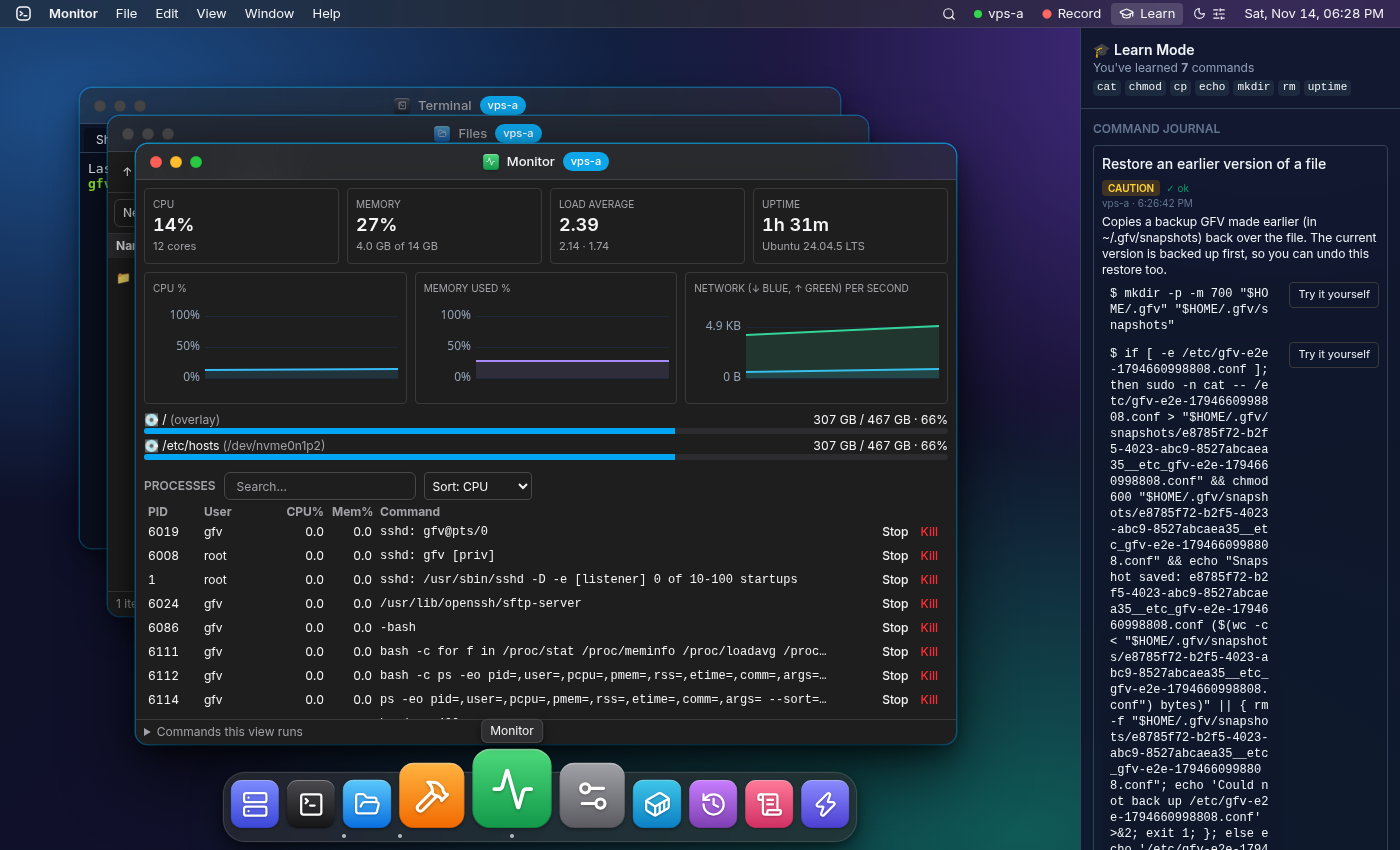 Monitor File Edit View Window Help
vps-a Record Learn Sat, Nov 14, 06:28 PM
Terminal vps-a
Files vps-a
Monitor vps-a
CPU
14%
12 cores
MEMORY
27%
4.0 GB of 14 GB
LOAD AVERAGE
2.39
2.14 · 1.74
UPTIME
1h 31m
Ubuntu 24.04.5 LTS
CPU %
100%
50%
0%
MEMORY USED %
100%
50%
0%
NETWORK (↓ BLUE, ↑ GREEN) PER SECOND
4.9 KB
0 B
/ (overlay) 307 GB / 467 GB · 66%
/etc/hosts (/dev/nvme0n1p2) 307 GB / 467 GB · 66%
PROCESSES Search... Sort: CPU
PID User CPU% Mem% Command
6019 gfv 0.0 0.0 sshd: gfv@pts/0 Stop Kill
6008 root 0.0 0.0 sshd: gfv [priv] Stop Kill
1 root 0.0 0.0 sshd: /usr/sbin/sshd -D -e [listener] 0 of 10-100 startups Stop Kill
6024 gfv 0.0 0.0 /usr/lib/openssh/sftp-server Stop Kill
6086 gfv 0.0 0.0 -bash Stop Kill
6111 gfv 0.0 0.0 bash -c for f in /proc/stat /proc/meminfo /proc/loadavg /proc… Stop Kill
6112 gfv 0.0 0.0 bash -c ps -eo pid=,user=,pcpu=,pmem=,rss=,etime=,comm=,args=… Stop Kill
6114 gfv 0.0 0.0 ps -eo pid=,user=,pcpu=,pmem=,rss=,etime=,comm=,args= --sort=… Stop Kill
Commands this view runs
Monitor
Learn Mode
You've learned 7 commands
cat chmod cp echo mkdir rm uptime
COMMAND JOURNAL
Restore an earlier version of a file
CAUTION ✓ ok
vps-a · 6:26:42 PM
Copies a backup GFV made earlier (in
~/.gfv/snapshots) back over the file. The current
version is backed up first, so you can undo this
restore too.
$ mkdir -p -m 700 "$HO
ME/.gfv" "$HOME/.gfv/s
napshots"
Try it yourself
$ if [ -e /etc/gfv-e2e
-1794660998808.conf ];
then sudo -n cat -- /e
tc/gfv-e2e-17946609988
08.conf > "$HOME/.gfv/
snapshots/e8785f72-b2f
5-4023-abc9-8527abcaea
35__etc_gfv-e2e-179466
0998808.conf" && chmod
600 "$HOME/.gfv/snapsh
ots/e8785f72-b2f5-4023
-abc9-8527abcaea35__et
c_gfv-e2e-179466099880
8.conf" && echo "Snaps
hot saved: e8785f72-b2
f5-4023-abc9-8527abcae
a35__etc_gfv-e2e-17946
60998808.conf ($(wc -c
< "$HOME/.gfv/snapshot
s/e8785f72-b2f5-4023-a
bc9-8527abcaea35__etc_
gfv-e2e-1794660998808.
conf") bytes)" || { rm
-f "$HOME/.gfv/snapsho
ts/e8785f72-b2f5-4023-
abc9-8527abcaea35__etc
_gfv-e2e-1794660998080
8.conf"; echo 'Could n
ot back up /etc/gfv-e2
e-1794660998808.conf'
>&2; exit 1; }; else e
cho '/etc/gfv-e2e-1794
Try it yourself